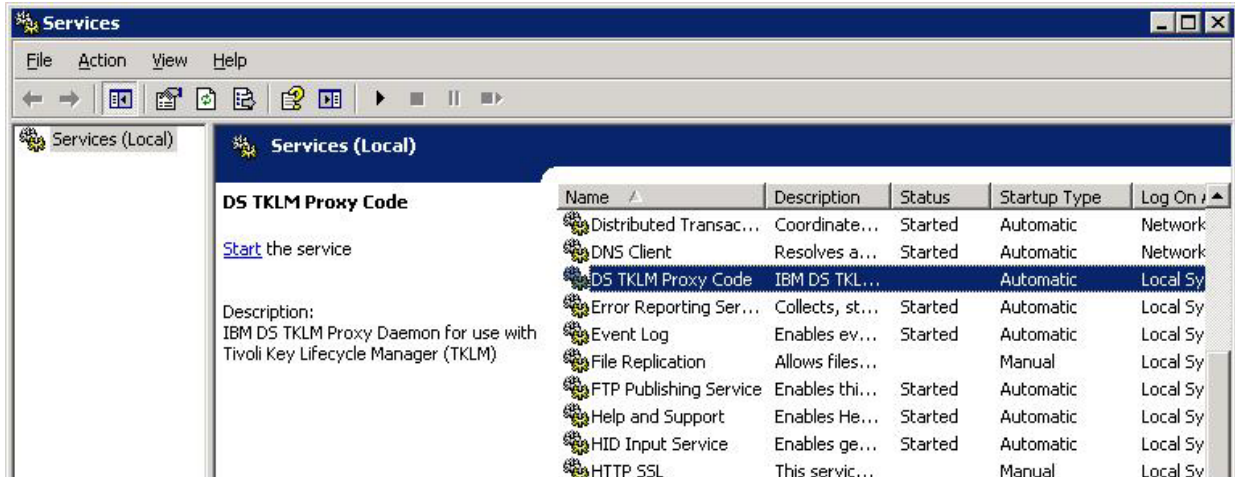 Services
File Action View Help
Services (Local)
Services (Local)
DS TKLM Proxy Code
Start the service
Description:
IBM DS TKLM Proxy Daemon for use with
Tivoli Key Lifecycle Manager (TKLM)
Name Description Status Startup Type Log On
Distributed Transac... Coordinate... Started Automatic Network
DNS Client Resolves a... Started Automatic Network
DS TKLM Proxy Code IBM DS TKL... Automatic Local Sy
Error Reporting Ser... Collects, st... Started Automatic Local Sy
Event Log Enables ev... Started Automatic Local Sy
File Replication Allows files... Manual Local Sy
FTP Publishing Service Enables thi... Started Automatic Local Sy
Help and Support Enables He... Started Automatic Local Sy
HID Input Service Enables ge... Started Automatic Local Sy
HTTP SSL This servic... Manual Local Sy